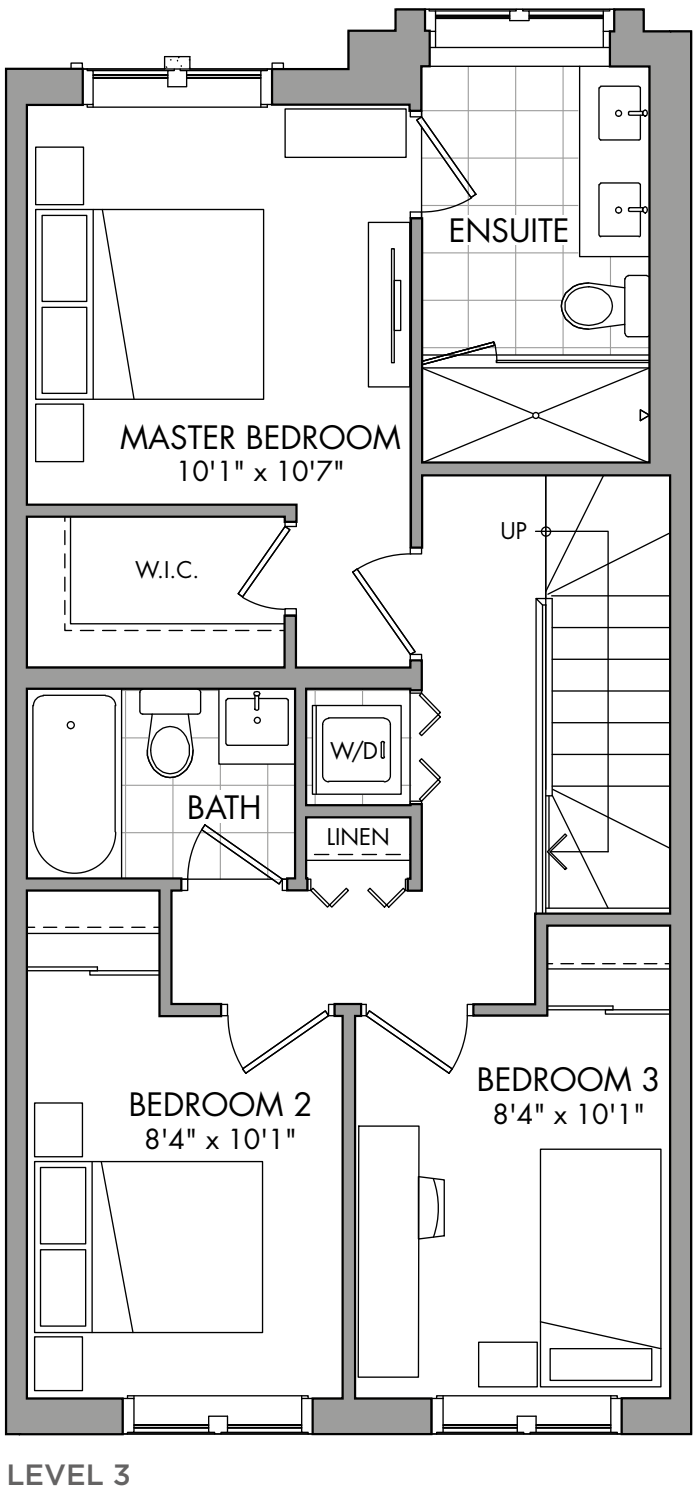 ENSUITE
MASTER BEDROOM
10'1" x 10'7"
UP
W.I.C.
W/D
BATH
LINEN
BEDROOM 3
8'4" x 10'1"
BEDROOM 2
8'4" x 10'1"
LEVEL 3